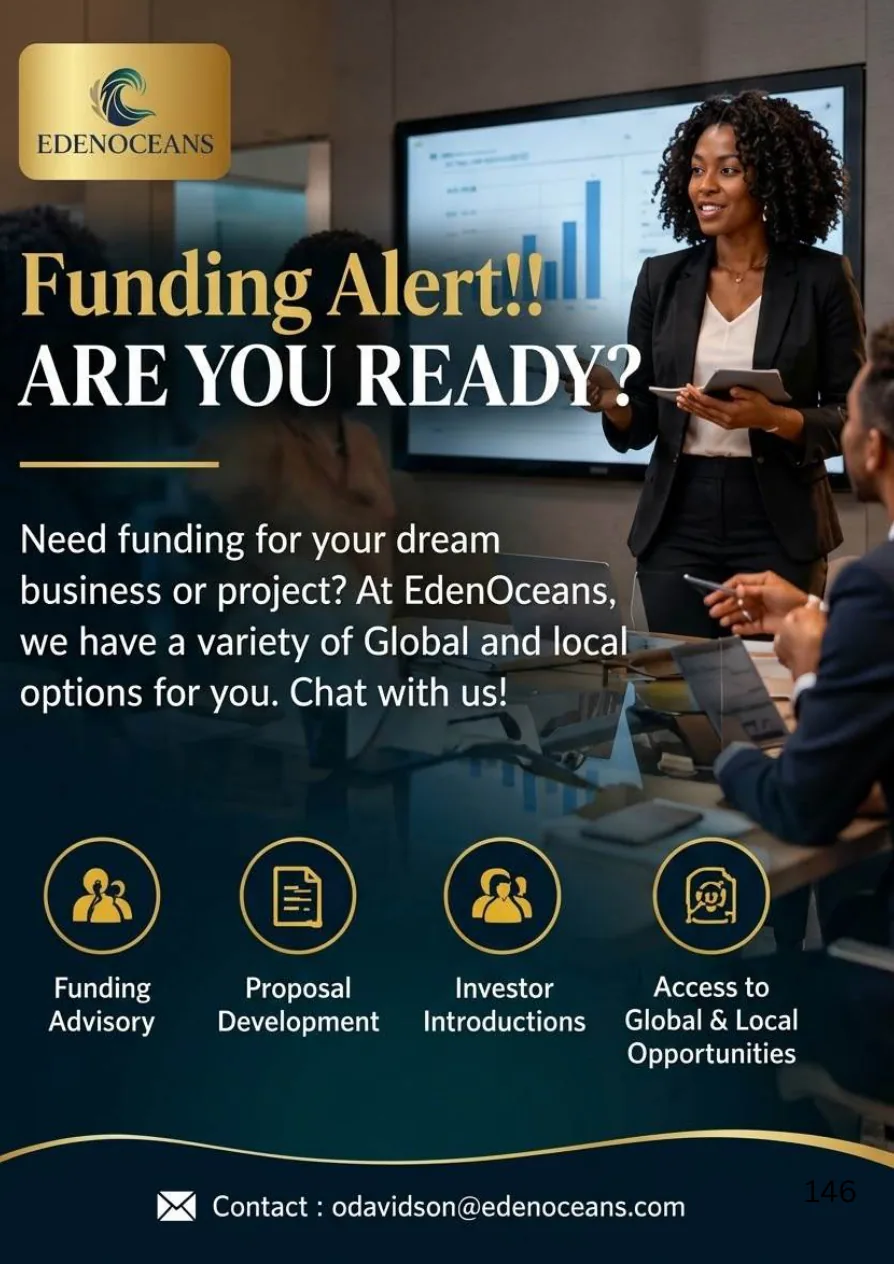 EDENOCEANS
Funding Alert!!
ARE YOU READY?
Need funding for your dream
business or project? At EdenOceans,
we have a variety of Global and local
options for you. Chat with us!
Funding
Advisory
Proposal
Development
Investor
Introductions
Access to
Global & Local
Opportunities
Contact : odavidson@edenoceans.com
146